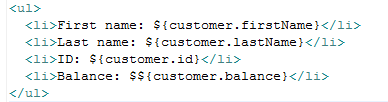 <ul>
<li>First name: ${customer.firstName}</li>
<li>Last name: ${customer.lastName}</li>
<li>ID: ${customer.id}</li>
<li>Balance: $${customer.balance}</li>
</ul>